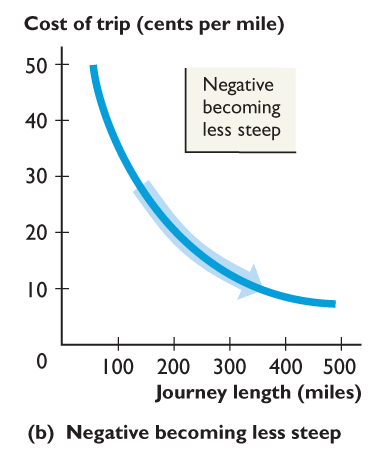 Cost of trip (cents per mile)
50
40
30
20
10
0
Negative
becoming
less steep
100 200 300 400 500
Journey length (miles)
(b) Negative becoming less steep